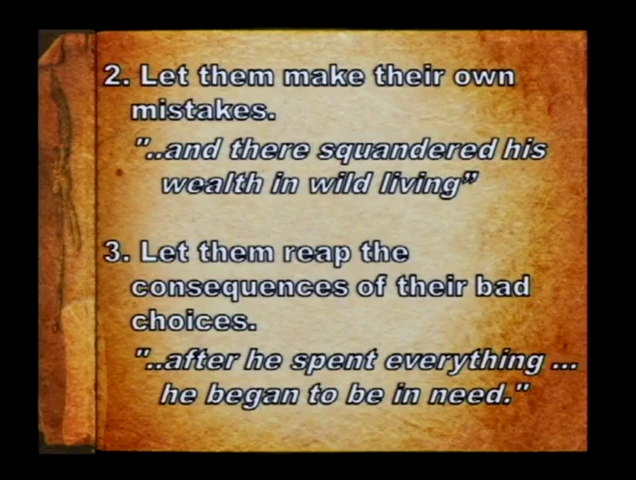 2. Let them make their own
mistakes.
"..and there squandered his
wealth in wild living”
3. Let them reap the
consequences of their bad
choices.
"..after he spent everything ...
he began to be in need."